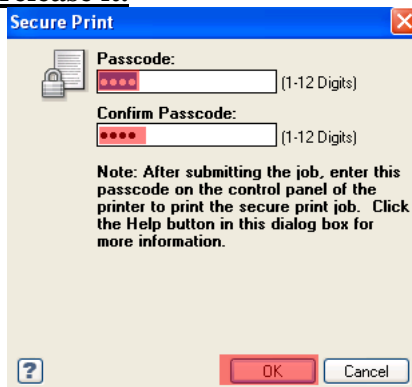 release it.
Secure Print
Passcode:
●●●●
(1-12 Digits)
Confirm Passcode:
●●●●
(1-12 Digits)
Note: After submitting the job, enter this
passcode on the control panel of the
printer to print the secure print job. Click
the Help button in this dialog box for
more information.
?
OK
Cancel